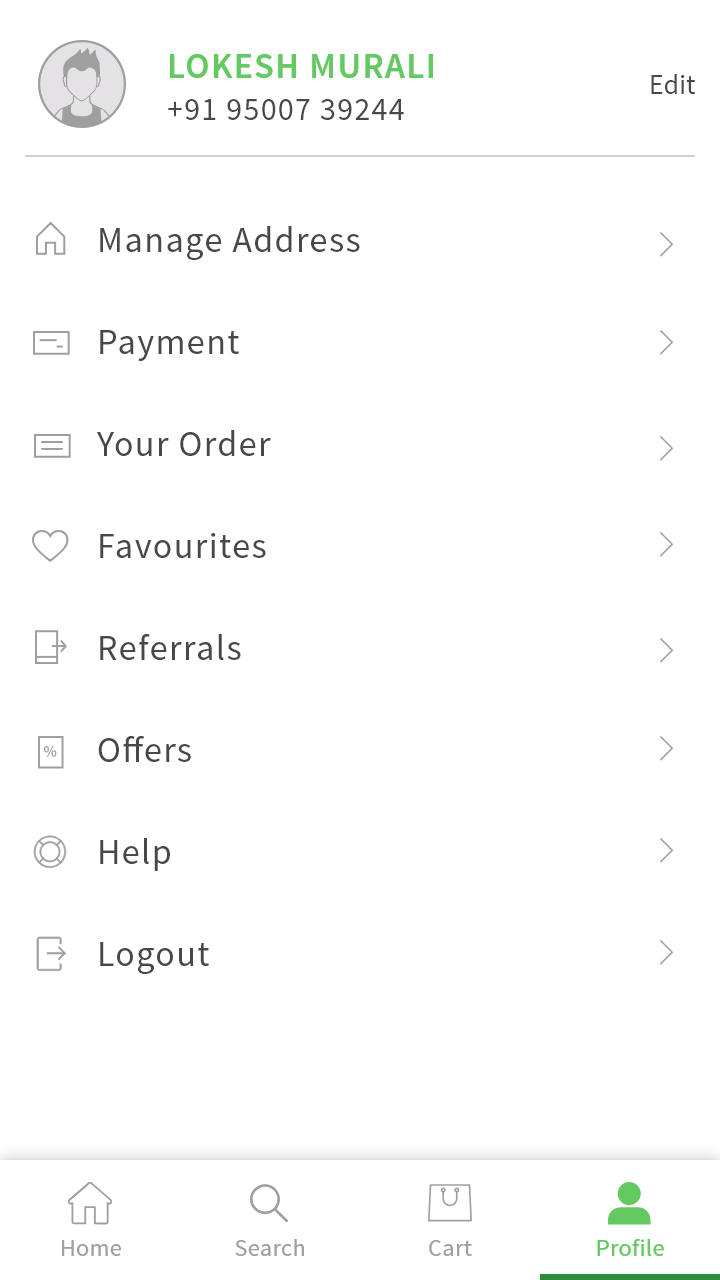 LOKESH MURALI
+91 95007 39244
Edit
Manage Address
Payment
Your Order
Favourites
Referrals
%
Offers
Help
Logout
Home
Search
Cart
Profile